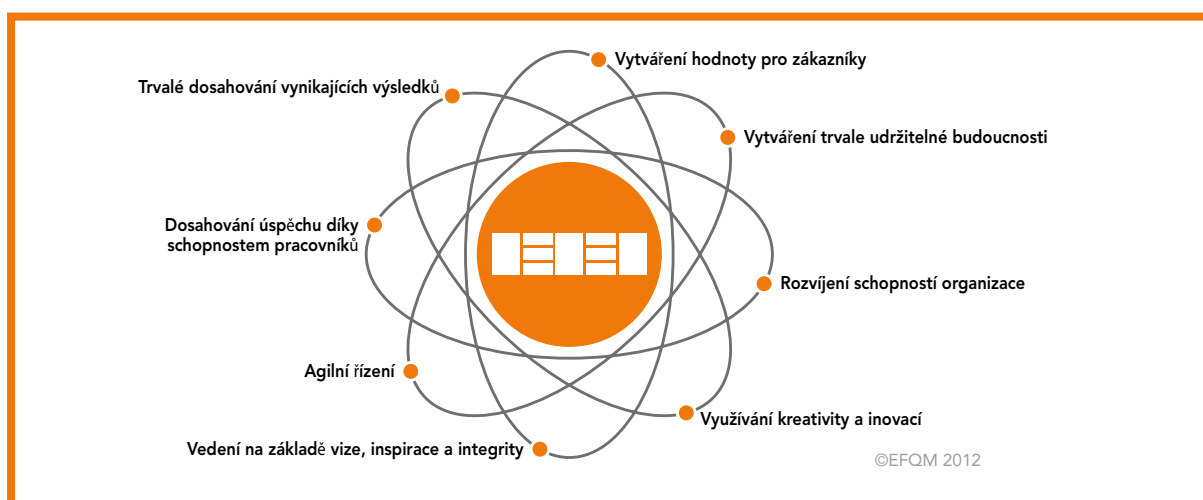 Vytváření hodnoty pro zákazníky
Trvalé dosahování vynikajících výsledků
Vytváření trvale udržitelné budoucnosti
Dosahování úspěchu díky
schopnostem pracovníků
Rozvíjení schopností organizace
Agilní řízení
Využívání kreativity a inovací
Vedení na základě vize, inspirace a integrity
©EFQM 2012